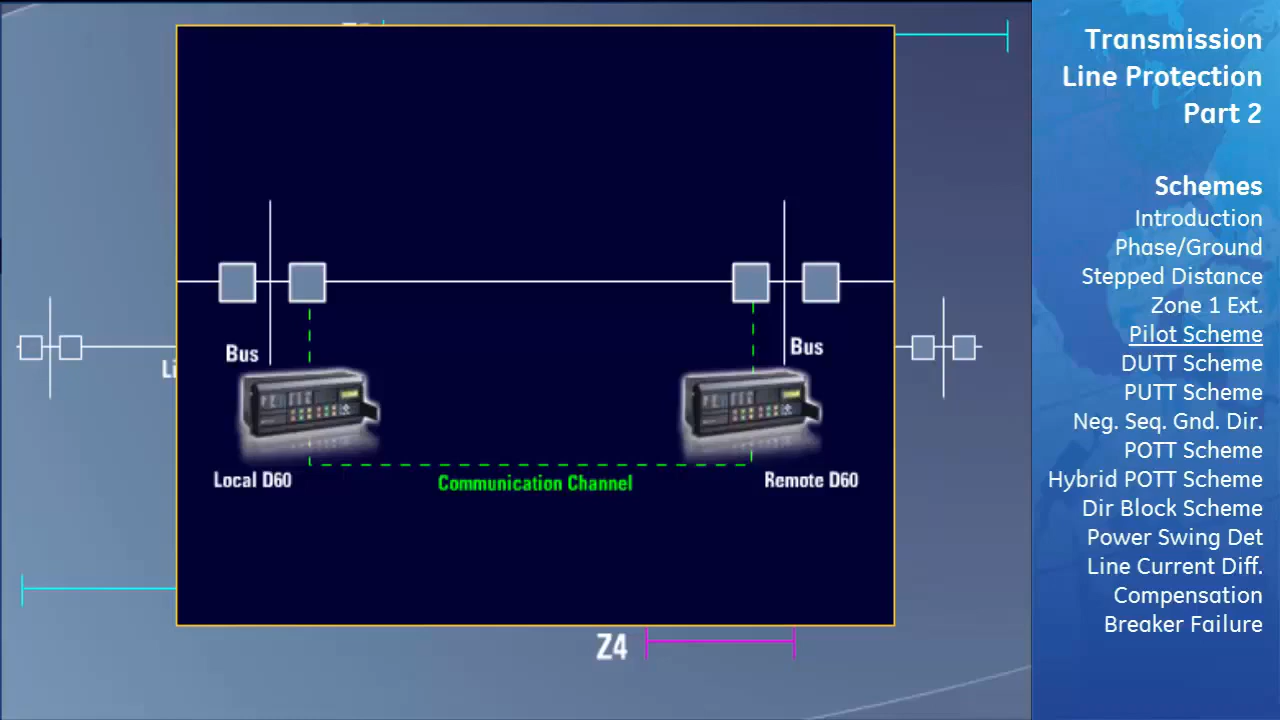 Bus
Bus
Local D60
Communication Channel
Remote D60
Z4
Transmission
Line Protection
Part 2
Schemes
Introduction
Phase/Ground
Stepped Distance
Zone 1 Ext.
Pilot Scheme
DUTT Scheme
PUTT Scheme
Neg. Seq. Gnd. Dir.
POTT Scheme
Hybrid POTT Scheme
Dir Block Scheme
Power Swing Det
Line Current Diff.
Compensation
Breaker Failure